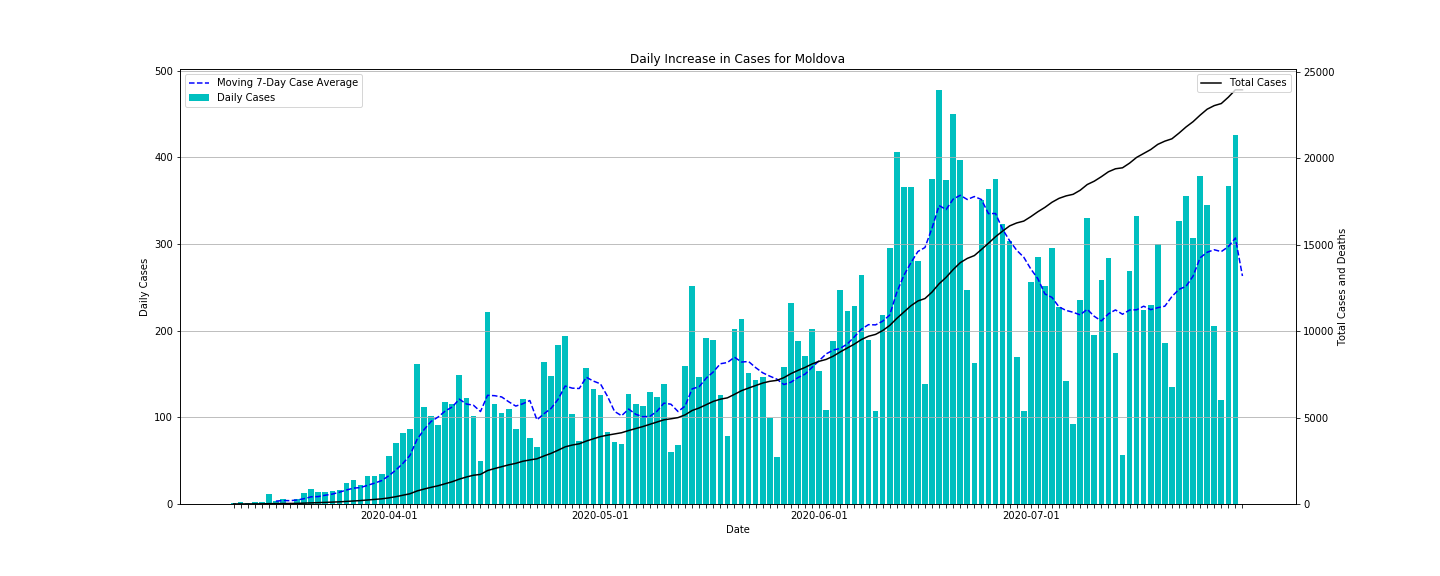 Daily Increase in Cases for Moldova
Moving 7-Day Case Average
Daily Cases
Total Cases
500
400
300
200
100
0
Daily Cases
25000
20000
15000
10000
5000
0
Total Cases and Deaths
2020-04-01
2020-05-01
2020-06-01
2020-07-01
Date